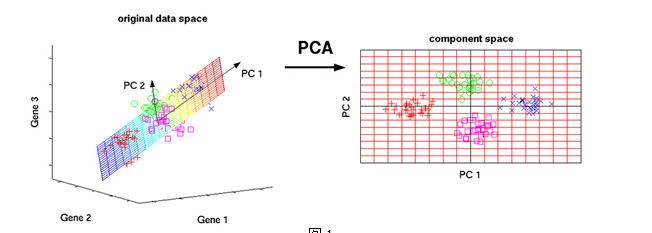 original data space
component space
PCA
PC 1
PC 2
Gene 3
PC 2
Gene 2
Gene 1
PC 1